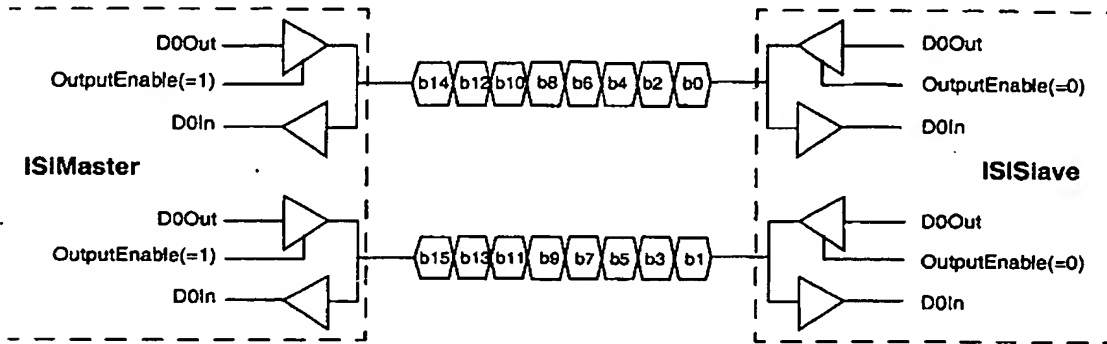 D0Out
OutputEnable(=1)
D0In
ISIMaster
D0Out
OutputEnable(=1)
D0In
b14 b12 b10 b8 b6 b4 b2 b0
b15 b13 b11 b9 b7 b5 b3 b1
D0Out
OutputEnable(=0)
D0In
ISISlave
D0Out
OutputEnable(=0)
D0In